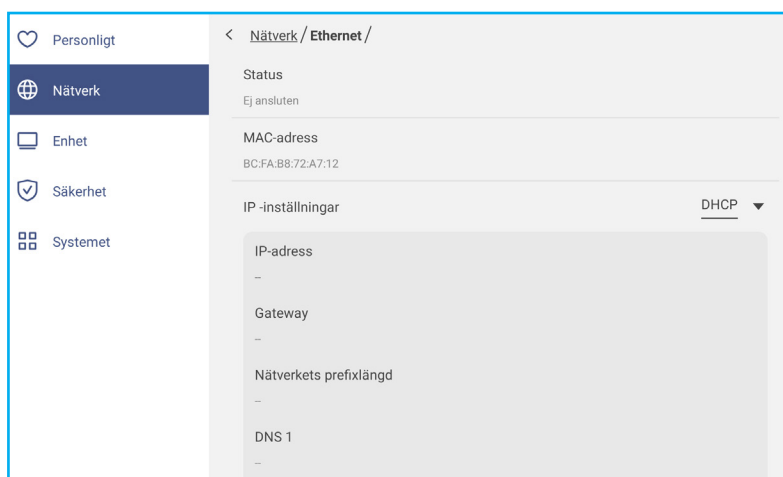 Personligt
Nätverk
Enhet
Säkerhet
Systemet
< Nätverk / Ethernet /
Status
Ej ansluten
MAC-adress
BC:FA:B8:72:A7:12
IP -inställningar DHCP
IP-adress
–
Gateway
–
Nätverkets prefixlängd
–
DNS 1
–